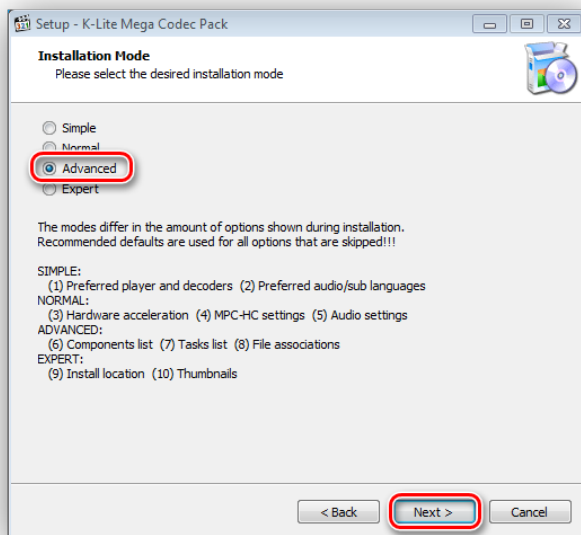 Setup - K-Lite Mega Codec Pack
Installation Mode
Please select the desired installation mode
Simple
Normal
Advanced
Expert
The modes differ in the amount of options shown during installation.
Recommended defaults are used for all options that are skipped!!!
SIMPLE:
(1) Preferred player and decoders (2) Preferred audio/sub languages
NORMAL:
(3) Hardware acceleration (4) MPC-HC settings (5) Audio settings
ADVANCED:
(6) Components list (7) Tasks list (8) File associations
EXPERT:
(9) Install location (10) Thumbnails
< Back Next > Cancel